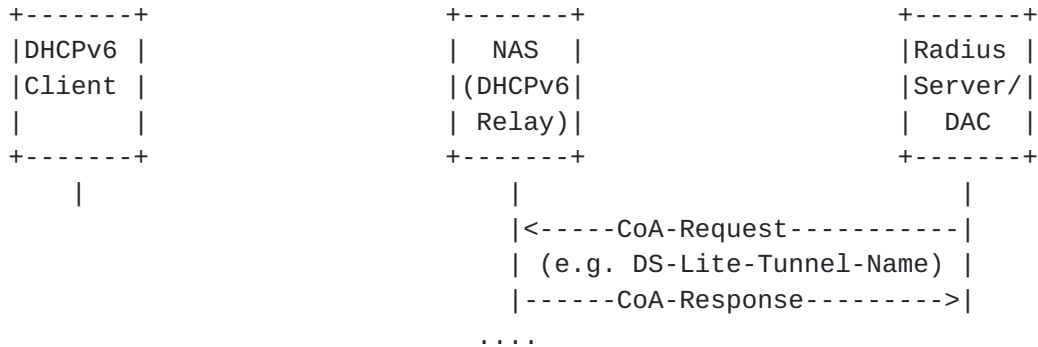 +-------+                 +-------+                  +-------+
|DHCPv6 |                 |  NAS  |                  |Radius |
|Client |                 |(DHCPv6|                  |Server/|
|       |                 | Relay)|                  |  DAC  |
+-------+                 +-------+                  +-------+
    |                         |                          |
                              |<-----CoA-Request-----------|
                              | (e.g. DS-Lite-Tunnel-Name) |
                              |------CoA-Response--------->|
                            ....